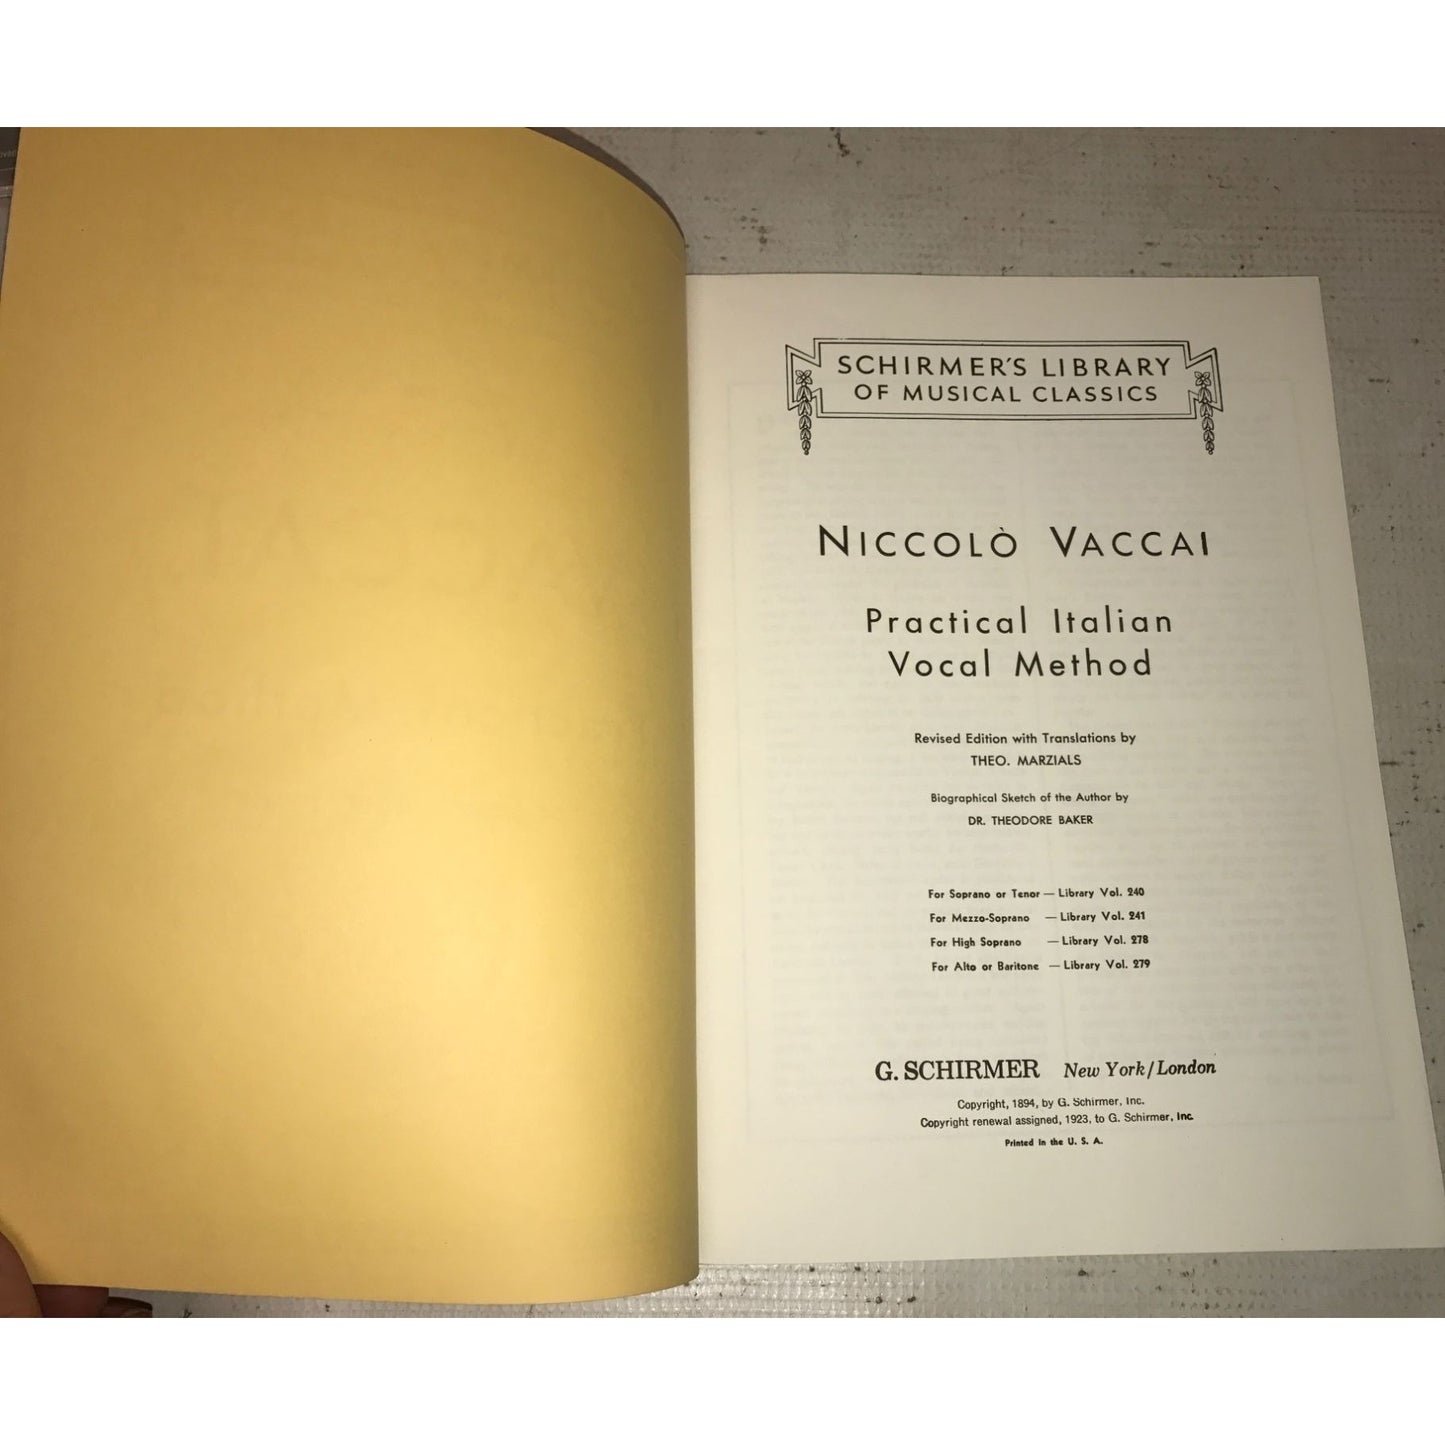 SCHIRMER'S LIBRARY
OF MUSICAL CLASSICS
NICCOLÒ VACCAI
Practical Italian
Vocal Method
Revised Edition with Translations by
THEO. MARZIALS
Biographical Sketch of the Author by
DR. THEODORE BAKER
For Soprano or Tenor — Library Vol. 240
For Mezzo-Soprano — Library Vol. 241
For High Soprano — Library Vol. 278
For Alto or Baritone — Library Vol. 279
G. SCHIRMER New York/London
Copyright, 1894, by G. Schirmer, Inc.
Copyright renewal assigned, 1923, to G. Schirmer, Inc.
Printed in the U. S. A.